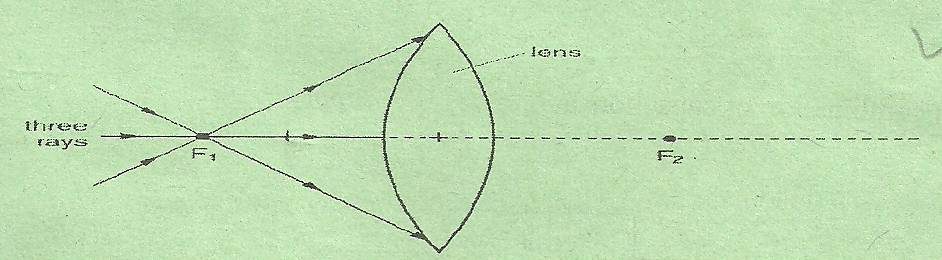 lens
three
rays
F₁
F₂